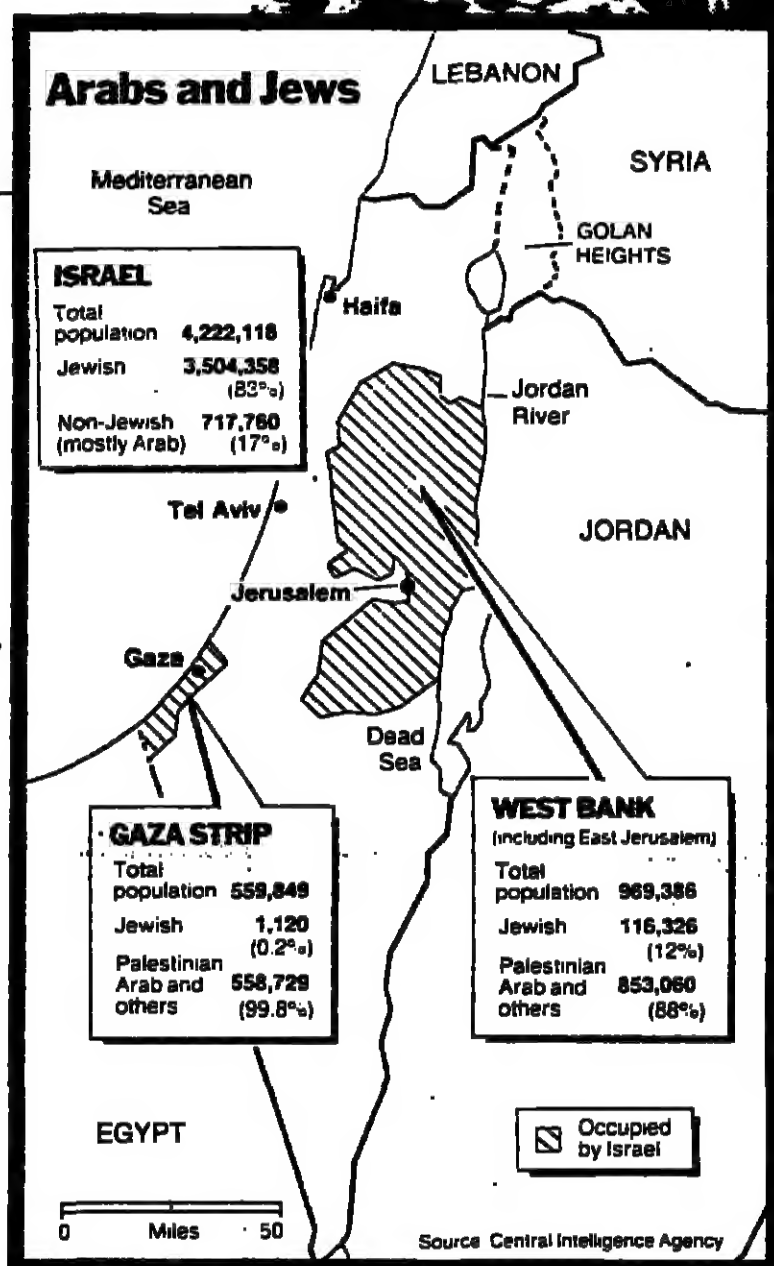 Arabs and Jews
LEBANON
SYRIA
Mediterranean
Sea
GOLAN
HEIGHTS
ISRAEL
Total
population 4,222,118
Jewish 3,504,358
(83%)
Non-Jewish 717,760
(mostly Arab) (17%)
Haifa
Jordan
River
Tel Aviv
JORDAN
Jerusalem
Gaza
Dead
Sea
GAZA STRIP
Total
population 559,849
Jewish 1,120
(0.2%)
Palestinian
Arab and 558,729
others (99.8%)
WEST BANK
(including East Jerusalem)
Total
population 969,386
Jewish 116,326
(12%)
Palestinian
Arab and 853,060
others (88%)
EGYPT
Occupied
by Israel
0 Miles 50
Source Central Intelligence Agency